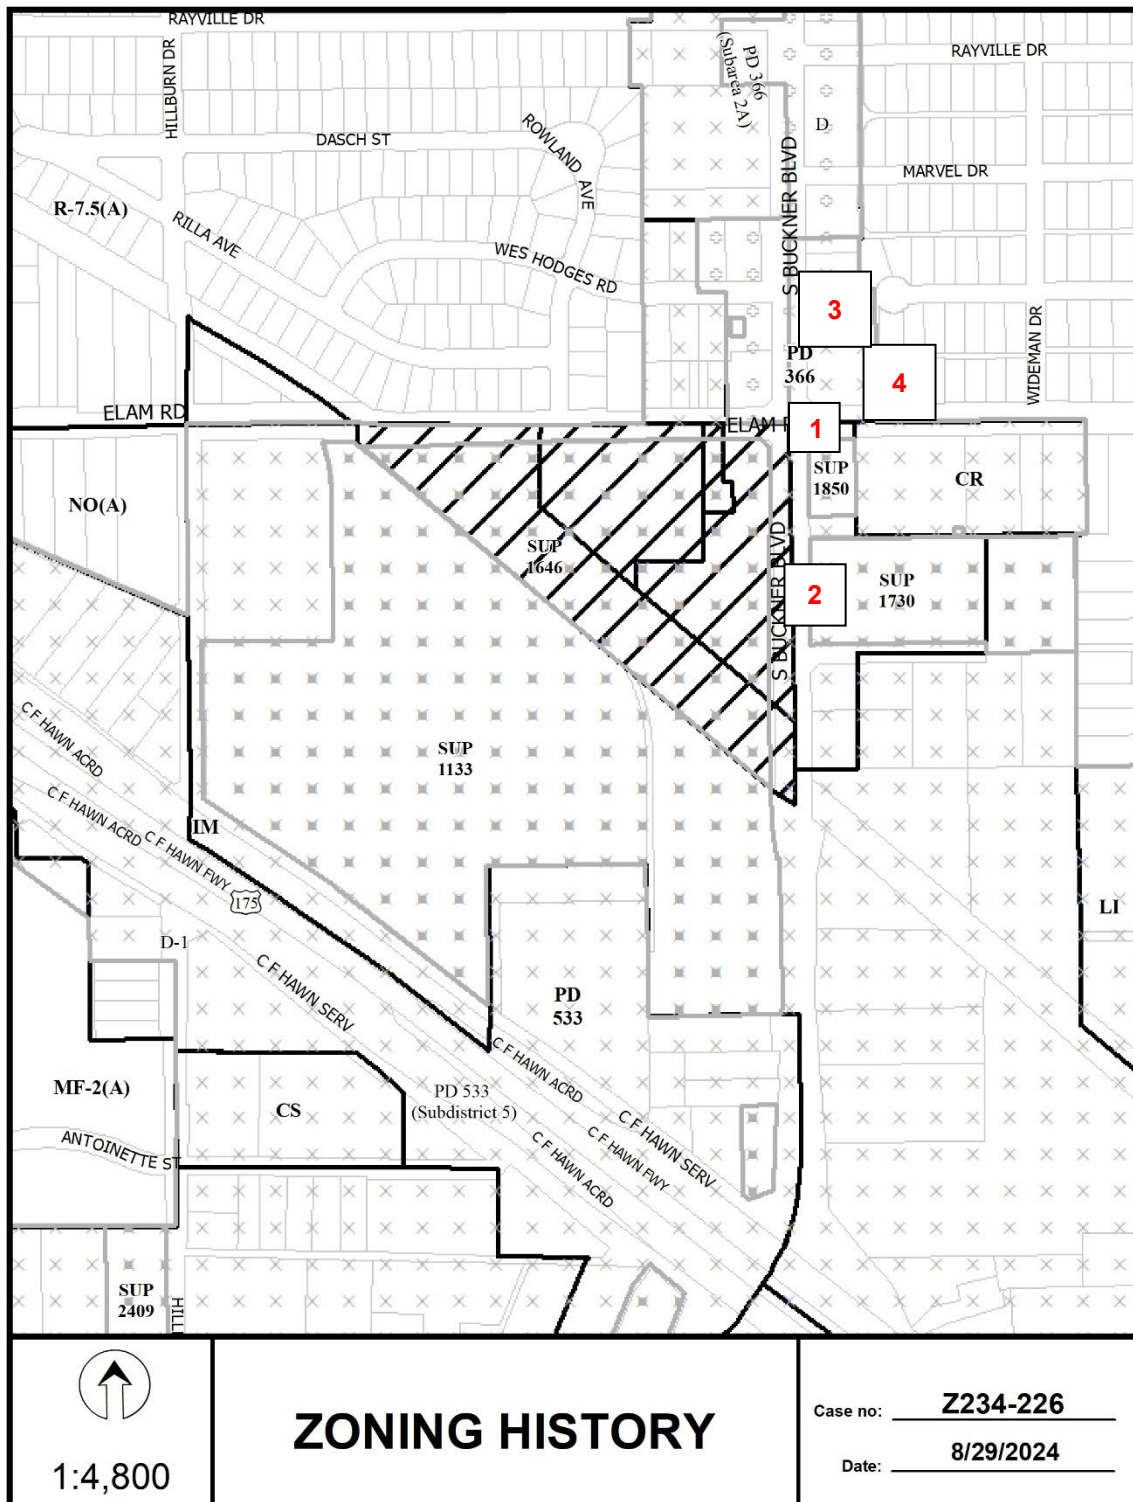 RAYVILLE DR
HILLBURN DR
DASCH ST
ROWLAND AVE
PD 366
(Subarea 2A)
D
RAYVILLE DR
S BUCKNER BLVD
MARVEL DR
R-7.5(A)
RILLA AVE
WES HODGES RD
3
WIDEMAN DR
PD
366
4
ELAM RD
ELAM R
1
NO(A)
SUP
1850
CR
SUP
1646
S BUCKNER BLVD
2
SUP
1730
C F HAWN ACRD
SUP
1133
C F HAWN ACRD
C F HAWN FWY
IM
175
LI
D-1
C F HAWN SERV
PD
533
C F HAWN ACRD
MF-2(A)
CS
PD 533
(Subdistrict 5)
C F HAWN SERV
C F HAWN FWY
C F HAWN ACRD
ANTOINETTE ST
SUP
2409
HILL
1:4,800
ZONING HISTORY
Case no: Z234-226
Date: 8/29/2024